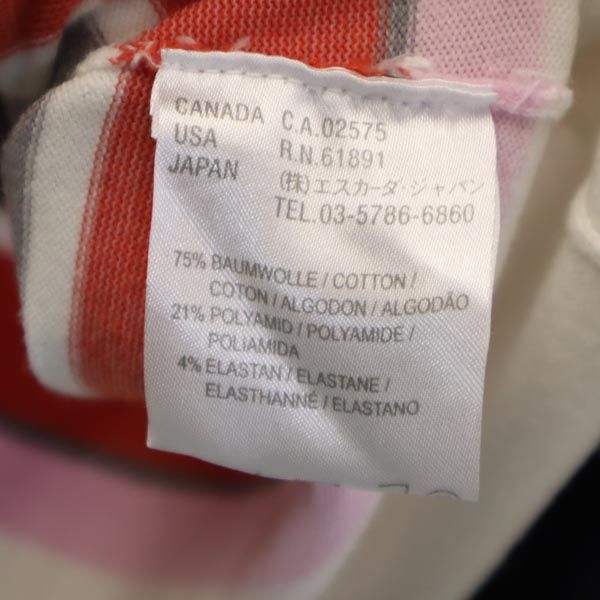 CANADA C.A.02575
USA R.N.61891
JAPAN (株)エスカーダ・ジャパン
TEL.03-5786-6860
75% BAUMWOLLE / COTTON /
COTON / ALGODON / ALGODÃO
21% POLYAMID / POLYAMIDE /
POLIAMIDA
4% ELASTAN / ELASTANE /
ELASTHANNÉ / ELASTANO